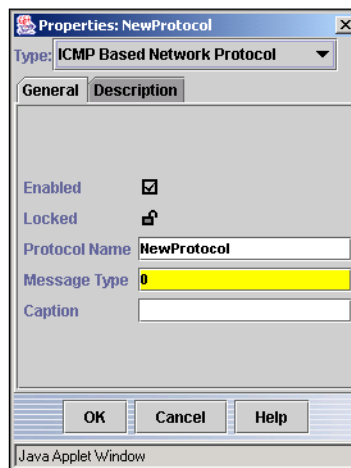 Properties: NewProtocol
Type: ICMP Based Network Protocol
General Description
Enabled
Locked
Protocol Name NewProtocol
Message Type 0
Caption
OK Cancel Help
Java Applet Window